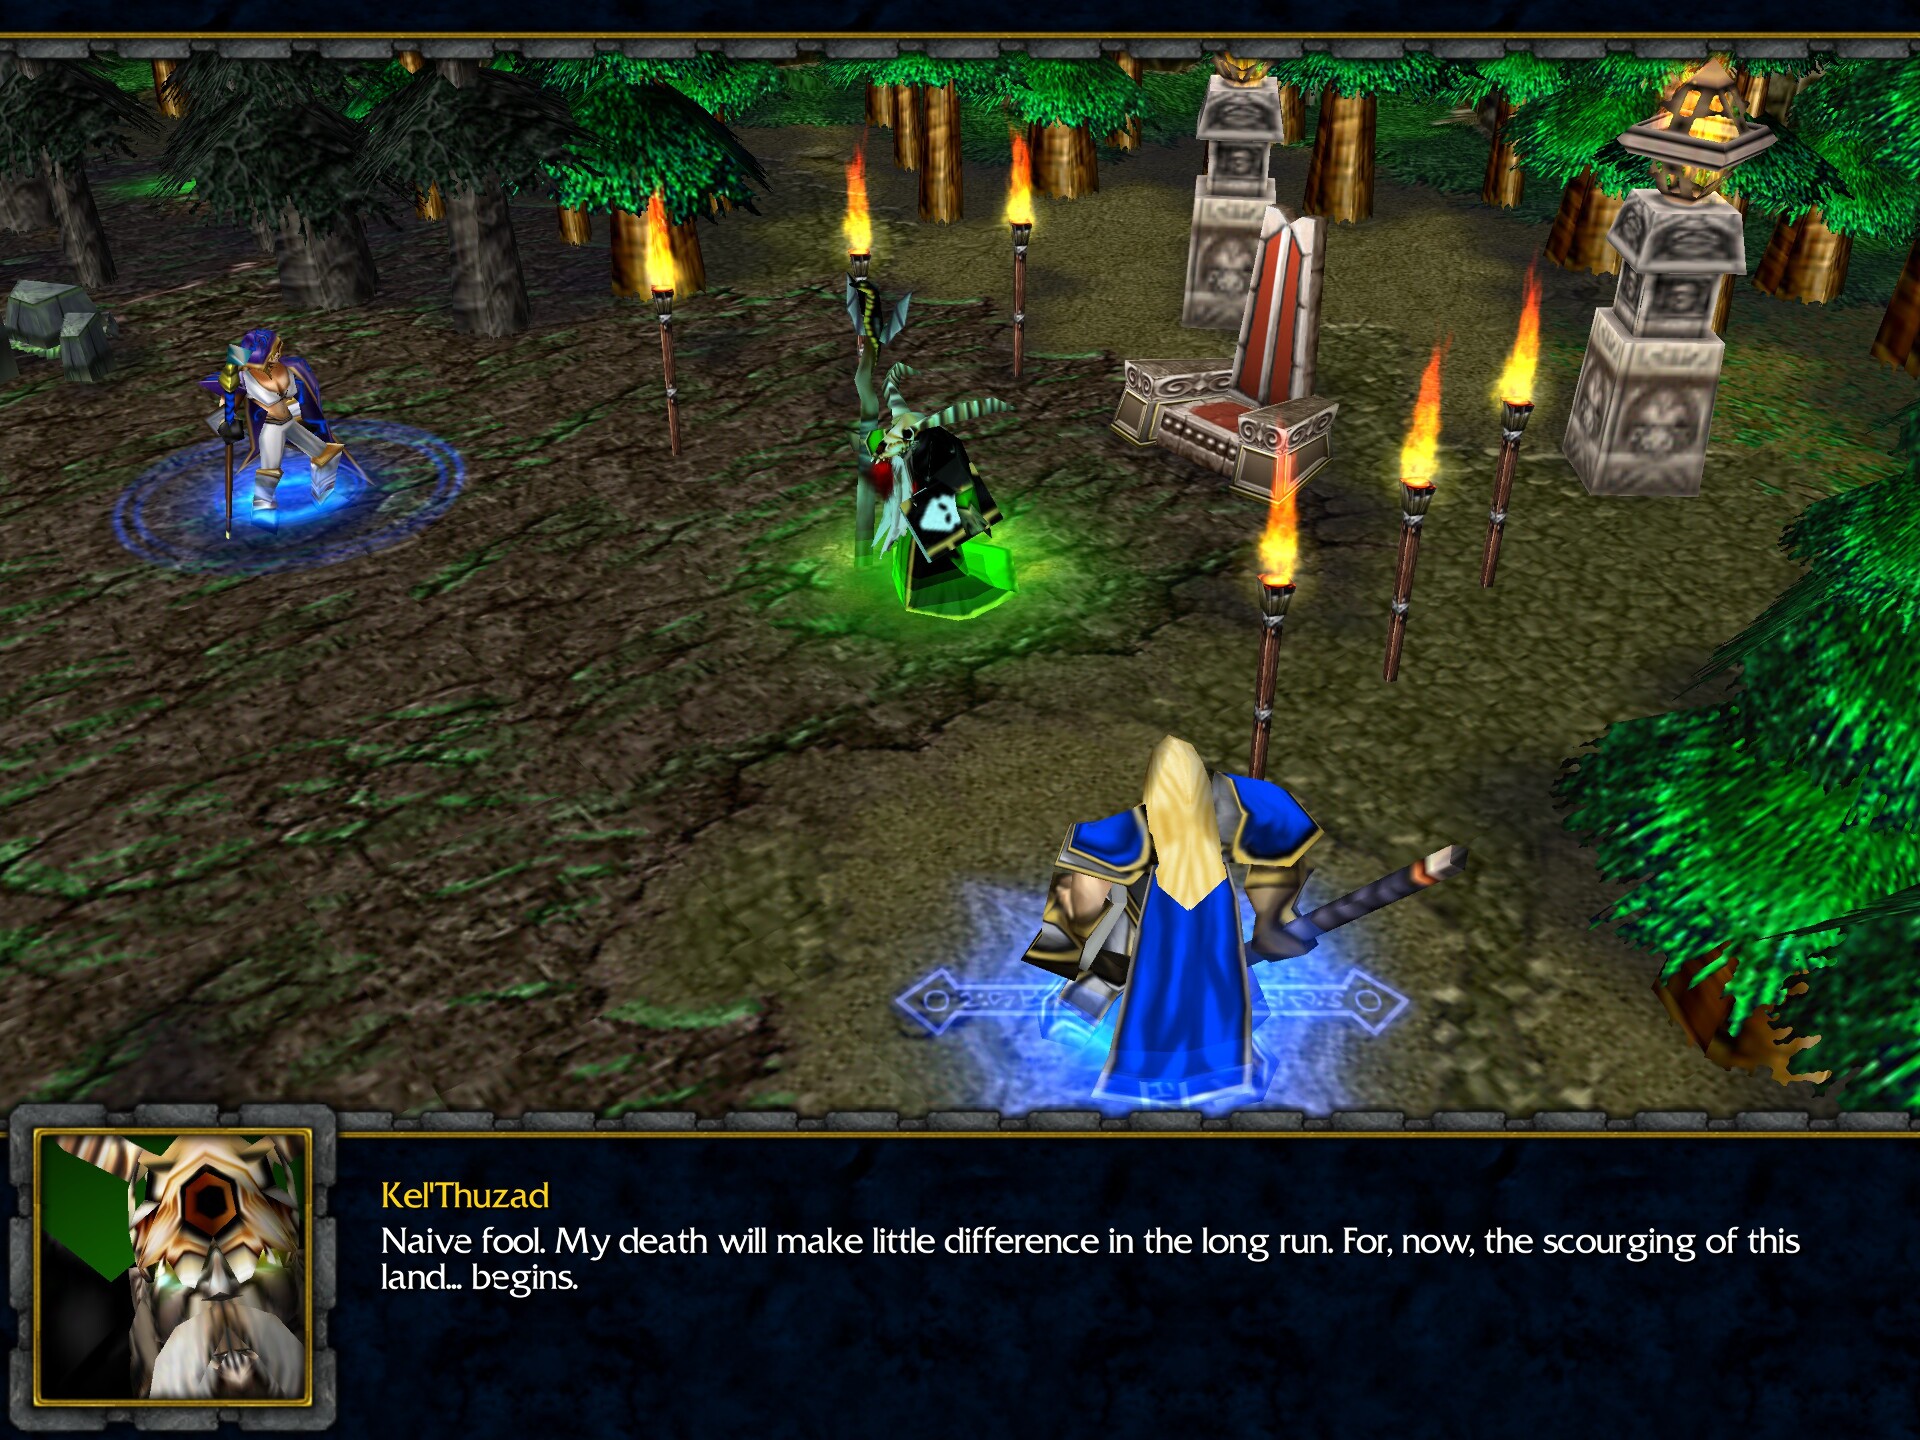 Kel'Thuzad
Naive fool. My death will make little difference in the long run. For, now, the scourging of this
land... begins.